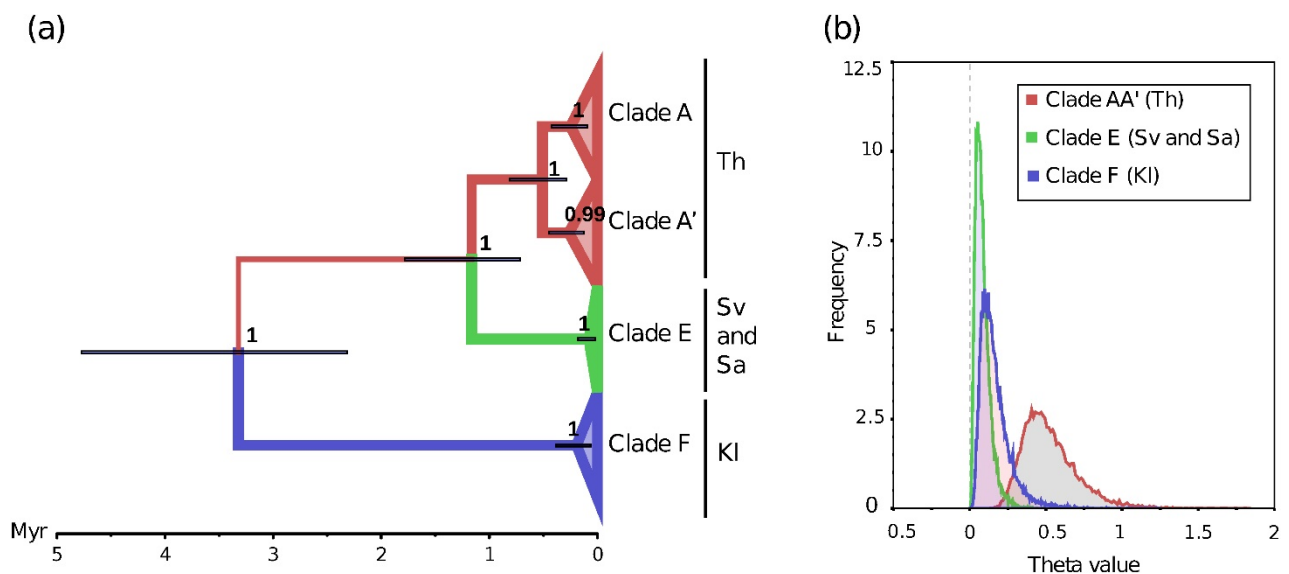 (a)
1
Clade A
1
0.99
Clade A’
Th
1
1
Clade E
Sv
and
Sa
1
1
Clade F
Kl
Myr
5 4 3 2 1 0
(b)
12.5
10
7.5
5
2.5
0
Frequency
Clade AA' (Th)
Clade E (Sv and Sa)
Clade F (Kl)
0.5 0 0.5 1 1.5 2
Theta value